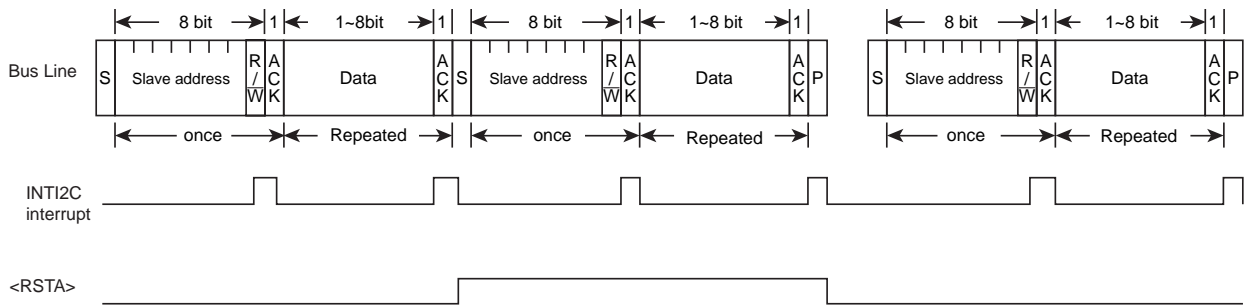 8 bit 1 1~8bit 1 8 bit 1 1~8 bit 1 8 bit 1 1~8 bit 1
Bus Line S Slave address R/W ACK Data ACK S Slave address R/W ACK Data ACK P S Slave address R/W ACK Data ACK P
once Repeated once Repeated once Repeated
INTI2C
interrupt
<RSTA>